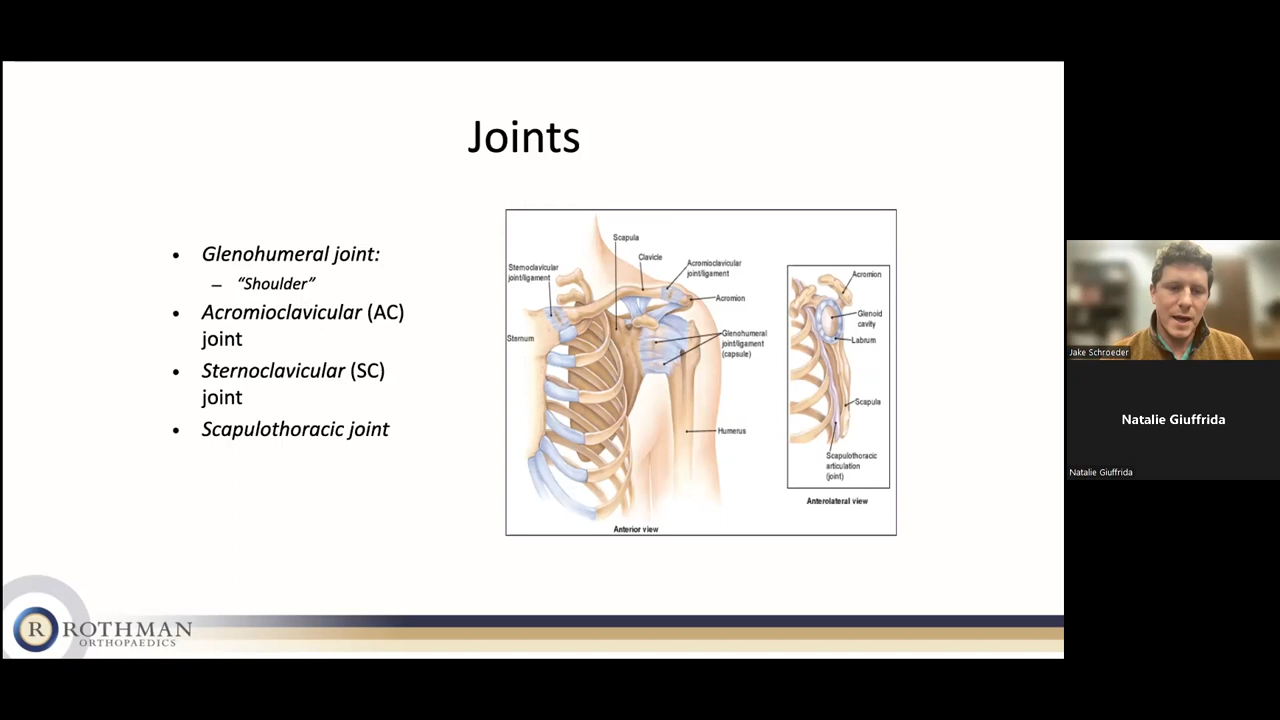 Joints
• Glenohumeral joint:
– “Shoulder”
• Acromioclavicular (AC)
joint
• Sternoclavicular (SC)
joint
• Scapulothoracic joint
Scapula
Clavicle
Sternoclavicular
joint/ligament
Acromioclavicular
joint/ligament
Acromion
Sternum
Glenohumeral
joint/ligament
(capsule)
Humerus
Anterior view
Acromion
Glenoid
cavity
Labrum
Scapula
Scapulothoracic
articulation
(joint)
Anterolateral view
R ROTHMAN
ORTHOPAEDICS
Jake Schroeder
Natalie Giuffrida
Natalie Giuffrida